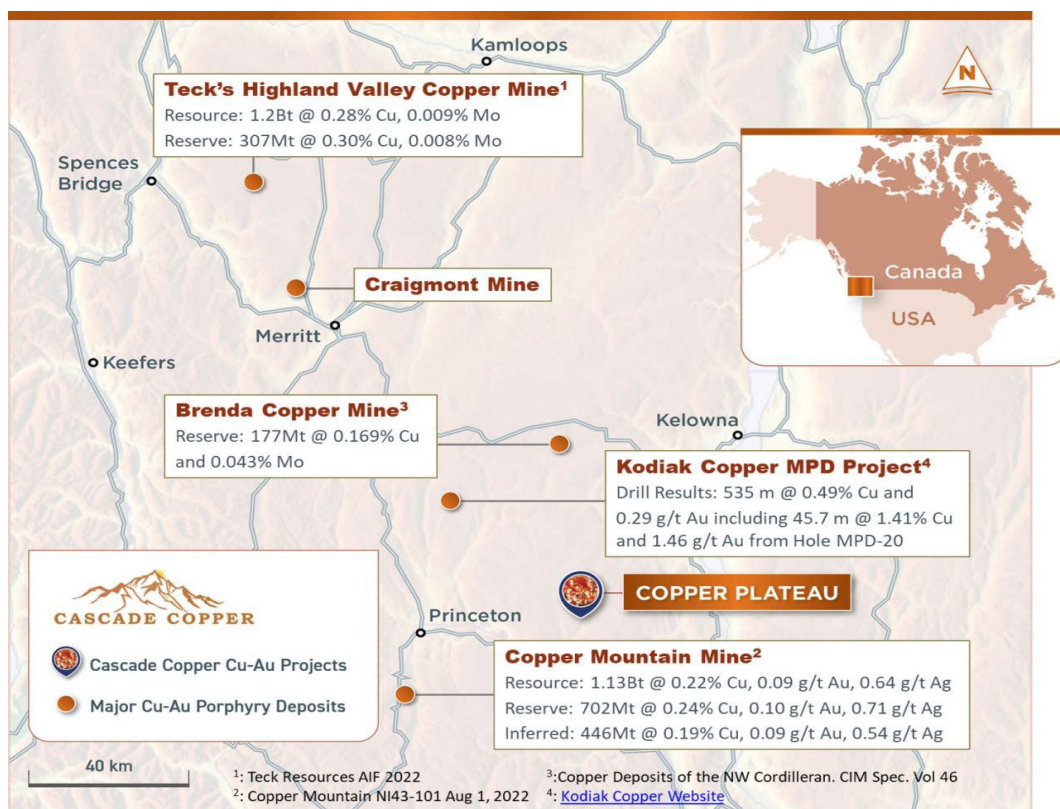 Kamloops
N
Teck's Highland Valley Copper Mine¹
Resource: 1.2Bt @ 0.28% Cu, 0.009% Mo
Reserve: 307Mt @ 0.30% Cu, 0.008% Mo
Spences
Bridge
Canada
USA
Craigmont Mine
Merritt
Keefers
Brenda Copper Mine³
Reserve: 177Mt @ 0.169% Cu
and 0.043% Mo
Kelowna
Kodiak Copper MPD Project⁴
Drill Results: 535 m @ 0.49% Cu and
0.29 g/t Au including 45.7 m @ 1.41% Cu
and 1.46 g/t Au from Hole MPD-20
COPPER PLATEAU
CASCADE COPPER
Cascade Copper Cu-Au Projects
Major Cu-Au Porphyry Deposits
Princeton
Copper Mountain Mine²
Resource: 1.13Bt @ 0.22% Cu, 0.09 g/t Au, 0.64 g/t Ag
Reserve: 702Mt @ 0.24% Cu, 0.10 g/t Au, 0.71 g/t Ag
Inferred: 446Mt @ 0.19% Cu, 0.09 g/t Au, 0.54 g/t Ag
40 km
¹: Teck Resources AIF 2022
²: Copper Mountain NI43-101 Aug 1, 2022
³:Copper Deposits of the NW Cordilleran. CIM Spec. Vol 46
⁴: Kodiak Copper Website